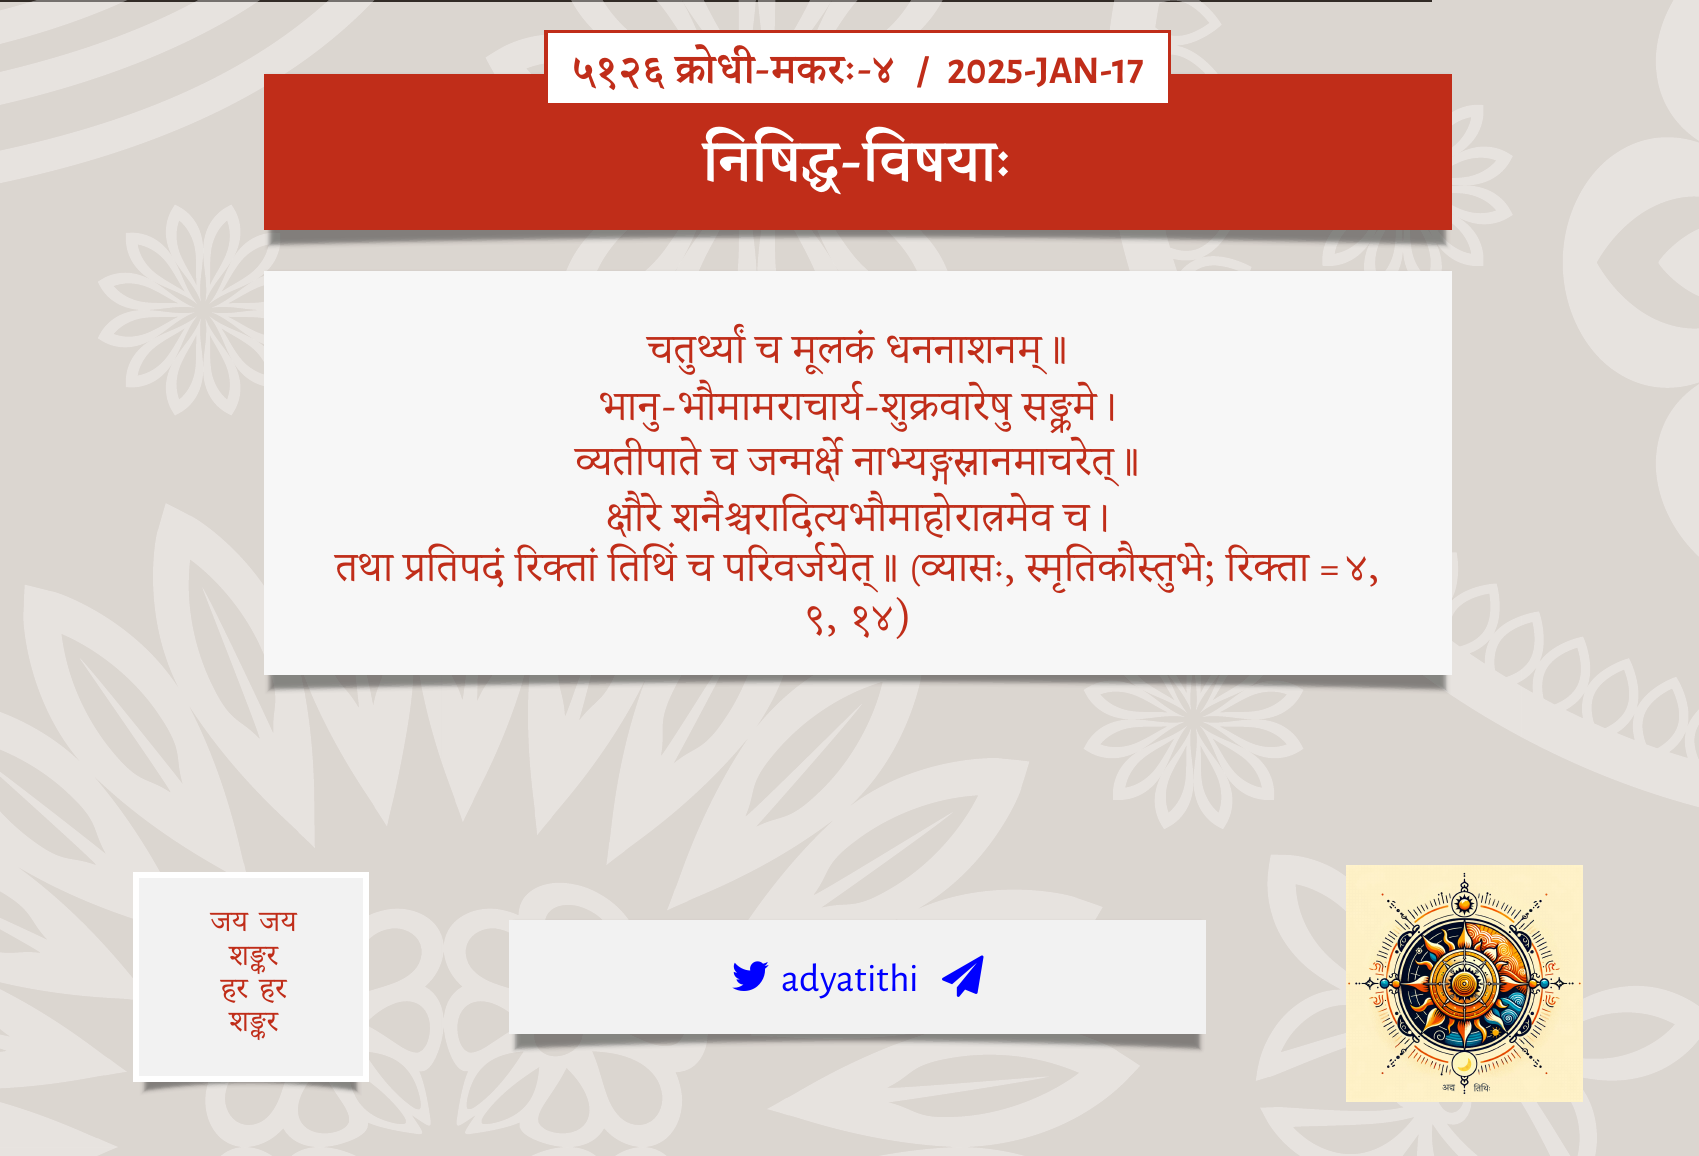 ५१२६ क्रोधी-मकरः-४ / 2025-JAN-17
निषिद्ध-विषयाः
चतुर्थ्यां च मूलकं धननाशनम् ॥
भानु-भौमामराचार्य-शुक्रवारेषु सङ्क्रमे ।
व्यतीपाते च जन्मर्क्षे नाभ्यङ्गस्नानमाचरेत् ॥
क्षौरे शनैश्चरादित्यभौमाहोरात्रमेव च ।
तथा प्रतिपदं रिक्तां तिथिं च परिवर्जयेत् ॥ (व्यासः, स्मृतिकौस्तुभे; रिक्ता = ४,
९, १४)
जय जय
शङ्कर
हर हर
शङ्कर
adyatithi
अद्य तिथिः